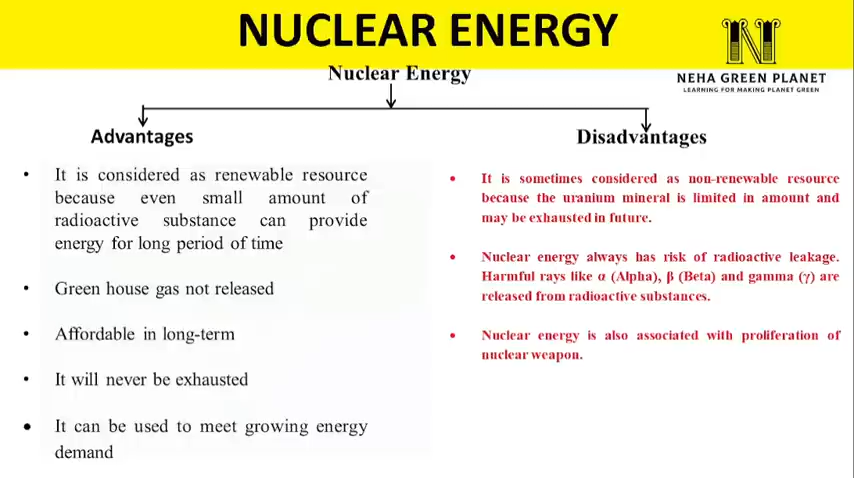 NUCLEAR ENERGY
NEHA GREEN PLANET
LEARNING FOR MAKING PLANET GREEN
Nuclear Energy
Advantages
• It is considered as renewable resource
because even small amount of
radioactive substance can provide
energy for long period of time
• Green house gas not released
• Affordable in long-term
• It will never be exhausted
• It can be used to meet growing energy
demand
Disadvantages
• It is sometimes considered as non-renewable resource
because the uranium mineral is limited in amount and
may be exhausted in future.
• Nuclear energy always has risk of radioactive leakage.
Harmful rays like α (Alpha), β (Beta) and gamma (γ) are
released from radioactive substances.
• Nuclear energy is also associated with proliferation of
nuclear weapon.